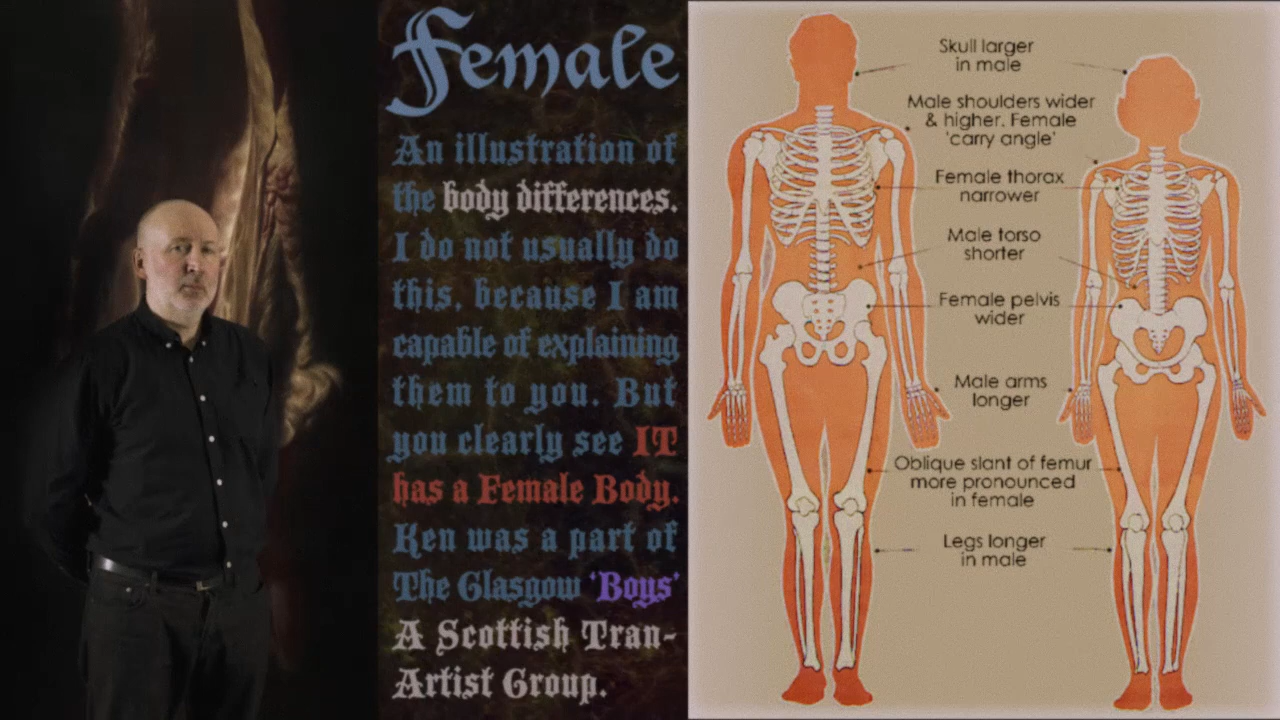 Female
An illustration of
the body differences.
I do not usually do
this, because I am
capable of explaining
them to you. But
you clearly see IT
has a Female Body.
Ken was a part of
The Glasgow 'Boys'
A Scottish Tran-
Artist Group.
Skull larger
in male
Male shoulders wider
& higher. Female
'carry angle'
Female thorax
narrower
Male torso
shorter
Female pelvis
wider
Male arms
longer
Oblique slant of femur
more pronounced
in female
Legs longer
in male